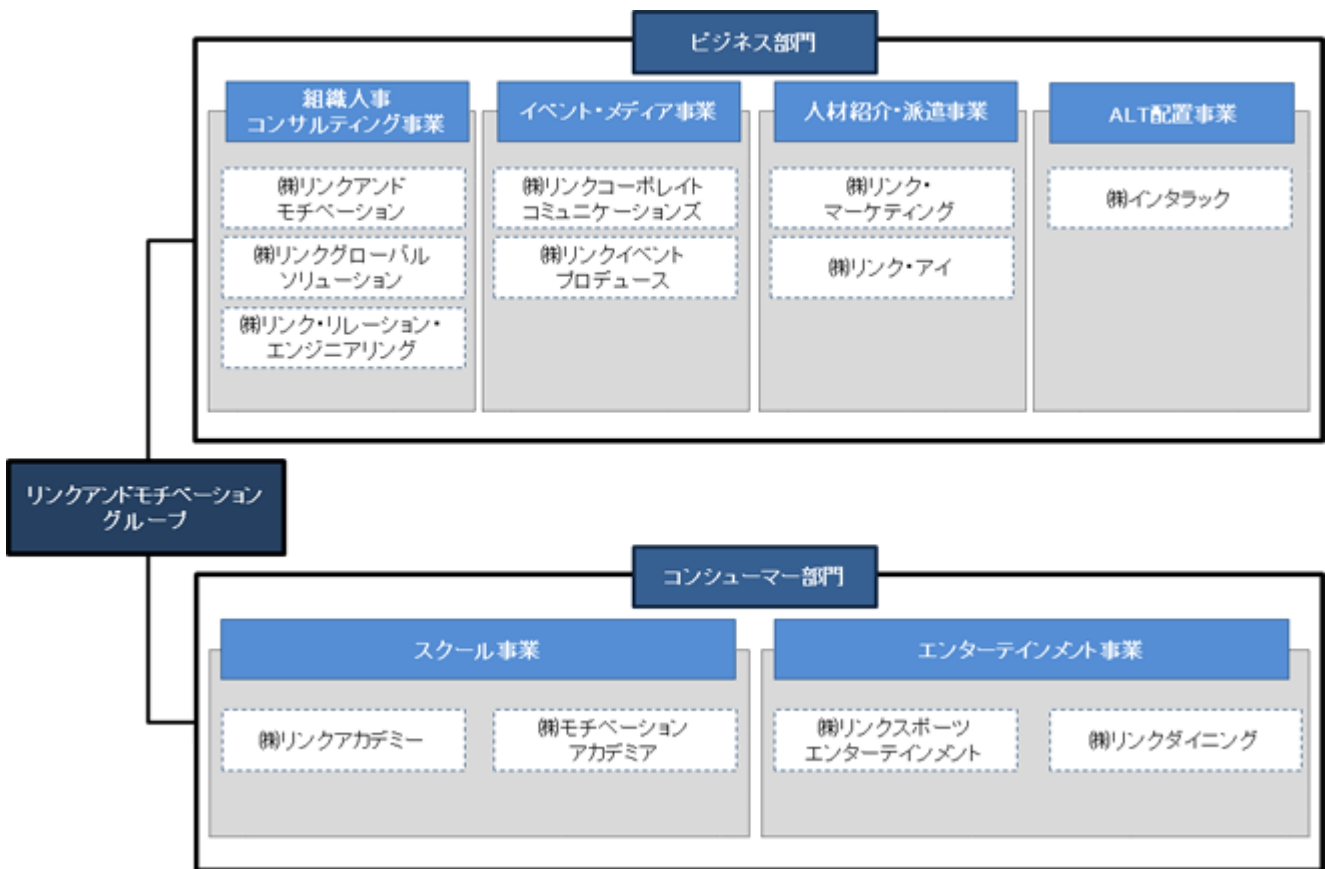 ビジネス部門
組織人事
コンサルティング事業
㈱リンクアンド
モチベーション
㈱リンクグローバル
ソリューション
㈱リンク・リレーション・
エンジニアリング
イベント・メディア事業
㈱リンクコーポレイト
コミュニケーションズ
㈱リンクイベント
プロデュース
人材紹介・派遣事業
㈱リンク・
マーケティング
㈱リンク・アイ
ALT配置事業
㈱インタラック
リンクアンドモチベーション
グループ
コンシューマー部門
スクール事業
㈱リンクアカデミー
㈱モチベーション
アカデミア
エンターテインメント事業
㈱リンクスポーツ
エンターテインメント
㈱リンクダイニング